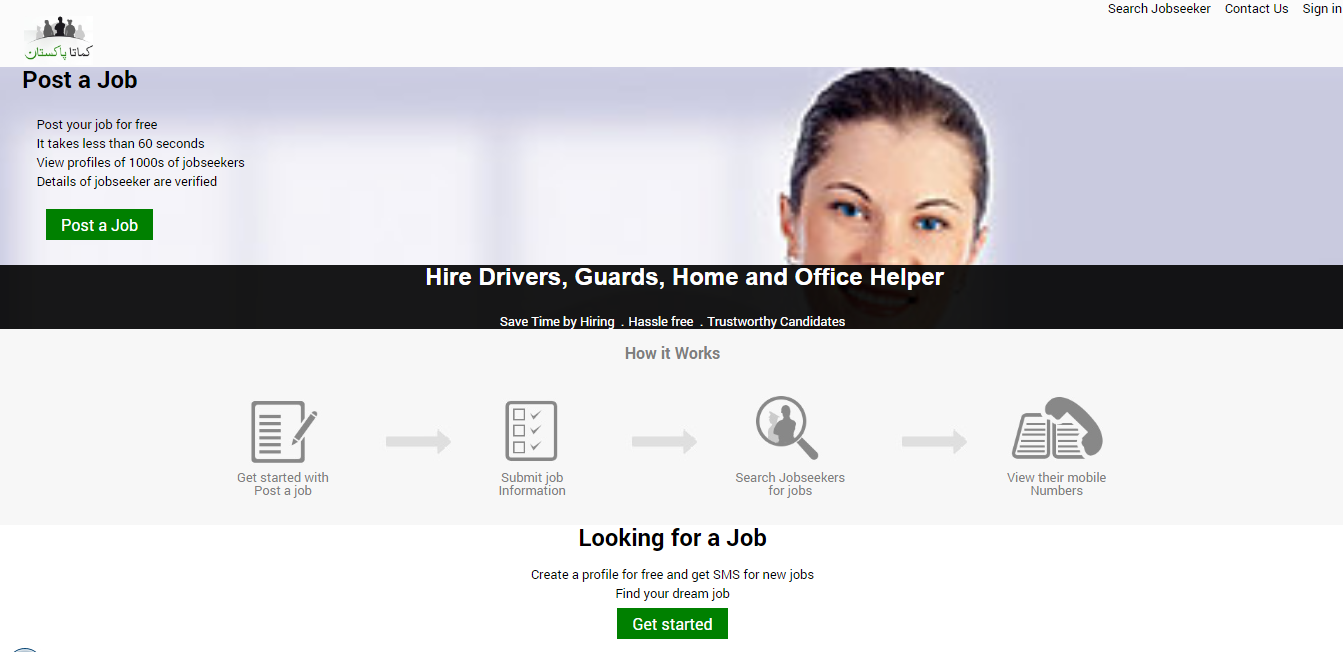 Search Jobseeker Contact Us Sign in
کماتا پاکستان
Post a Job
Post your job for free
It takes less than 60 seconds
View profiles of 1000s of jobseekers
Details of jobseeker are verified
Post a Job
Hire Drivers, Guards, Home and Office Helper
Save Time by Hiring . Hassle free . Trustworthy Candidates
How it Works
Get started with
Post a job
Submit job
Information
Search Jobseekers
for jobs
View their mobile
Numbers
Looking for a Job
Create a profile for free and get SMS for new jobs
Find your dream job
Get started